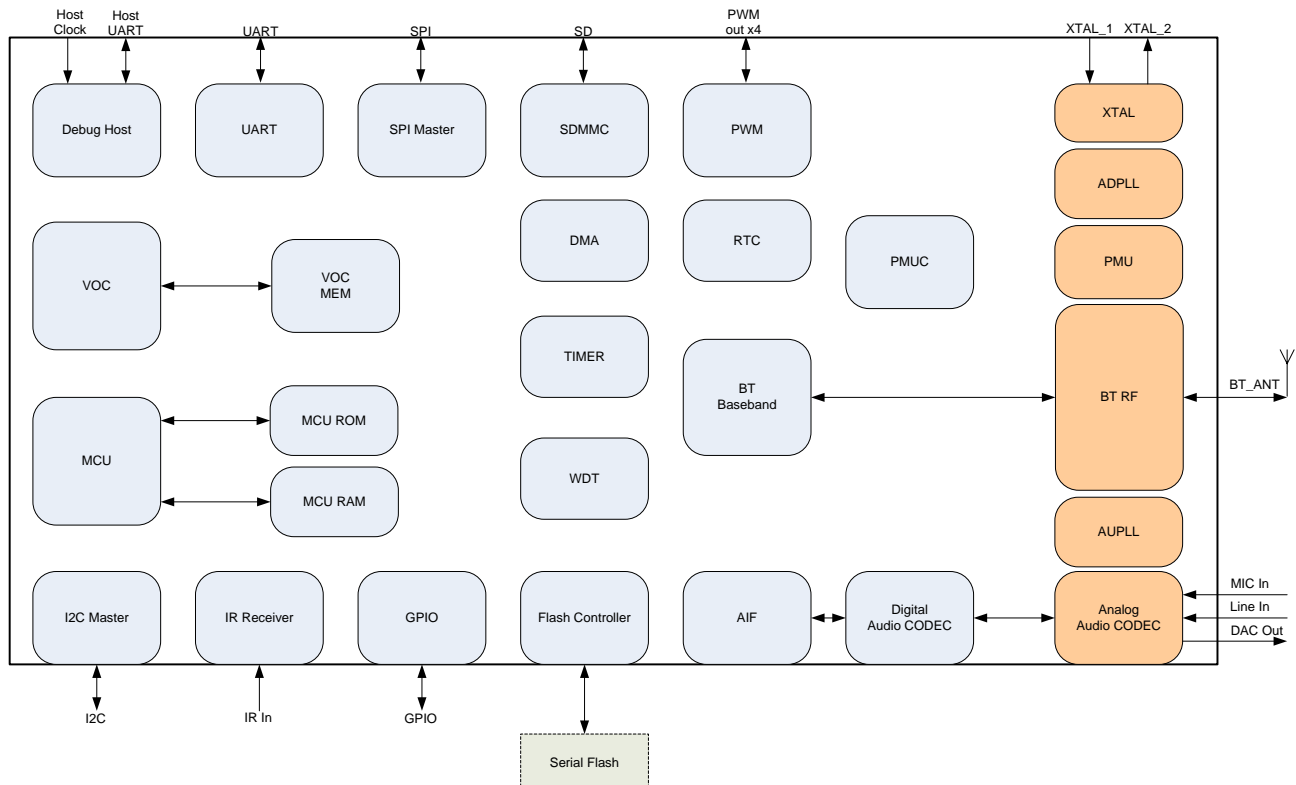 Host
Clock
Host
UART
UART
SPI
SD
PWM
out x4
XTAL_1
XTAL_2
Debug Host
UART
SPI Master
SDMMC
PWM
XTAL
ADPLL
DMA
RTC
PMUC
PMU
VOC
VOC
MEM
TIMER
BT
Baseband
BT RF
BT_ANT
MCU
MCU ROM
MCU RAM
WDT
AUPLL
I2C Master
IR Receiver
GPIO
Flash Controller
AIF
Digital
Audio CODEC
Analog
Audio CODEC
MIC In
Line In
DAC Out
I2C
IR In
GPIO
Serial Flash